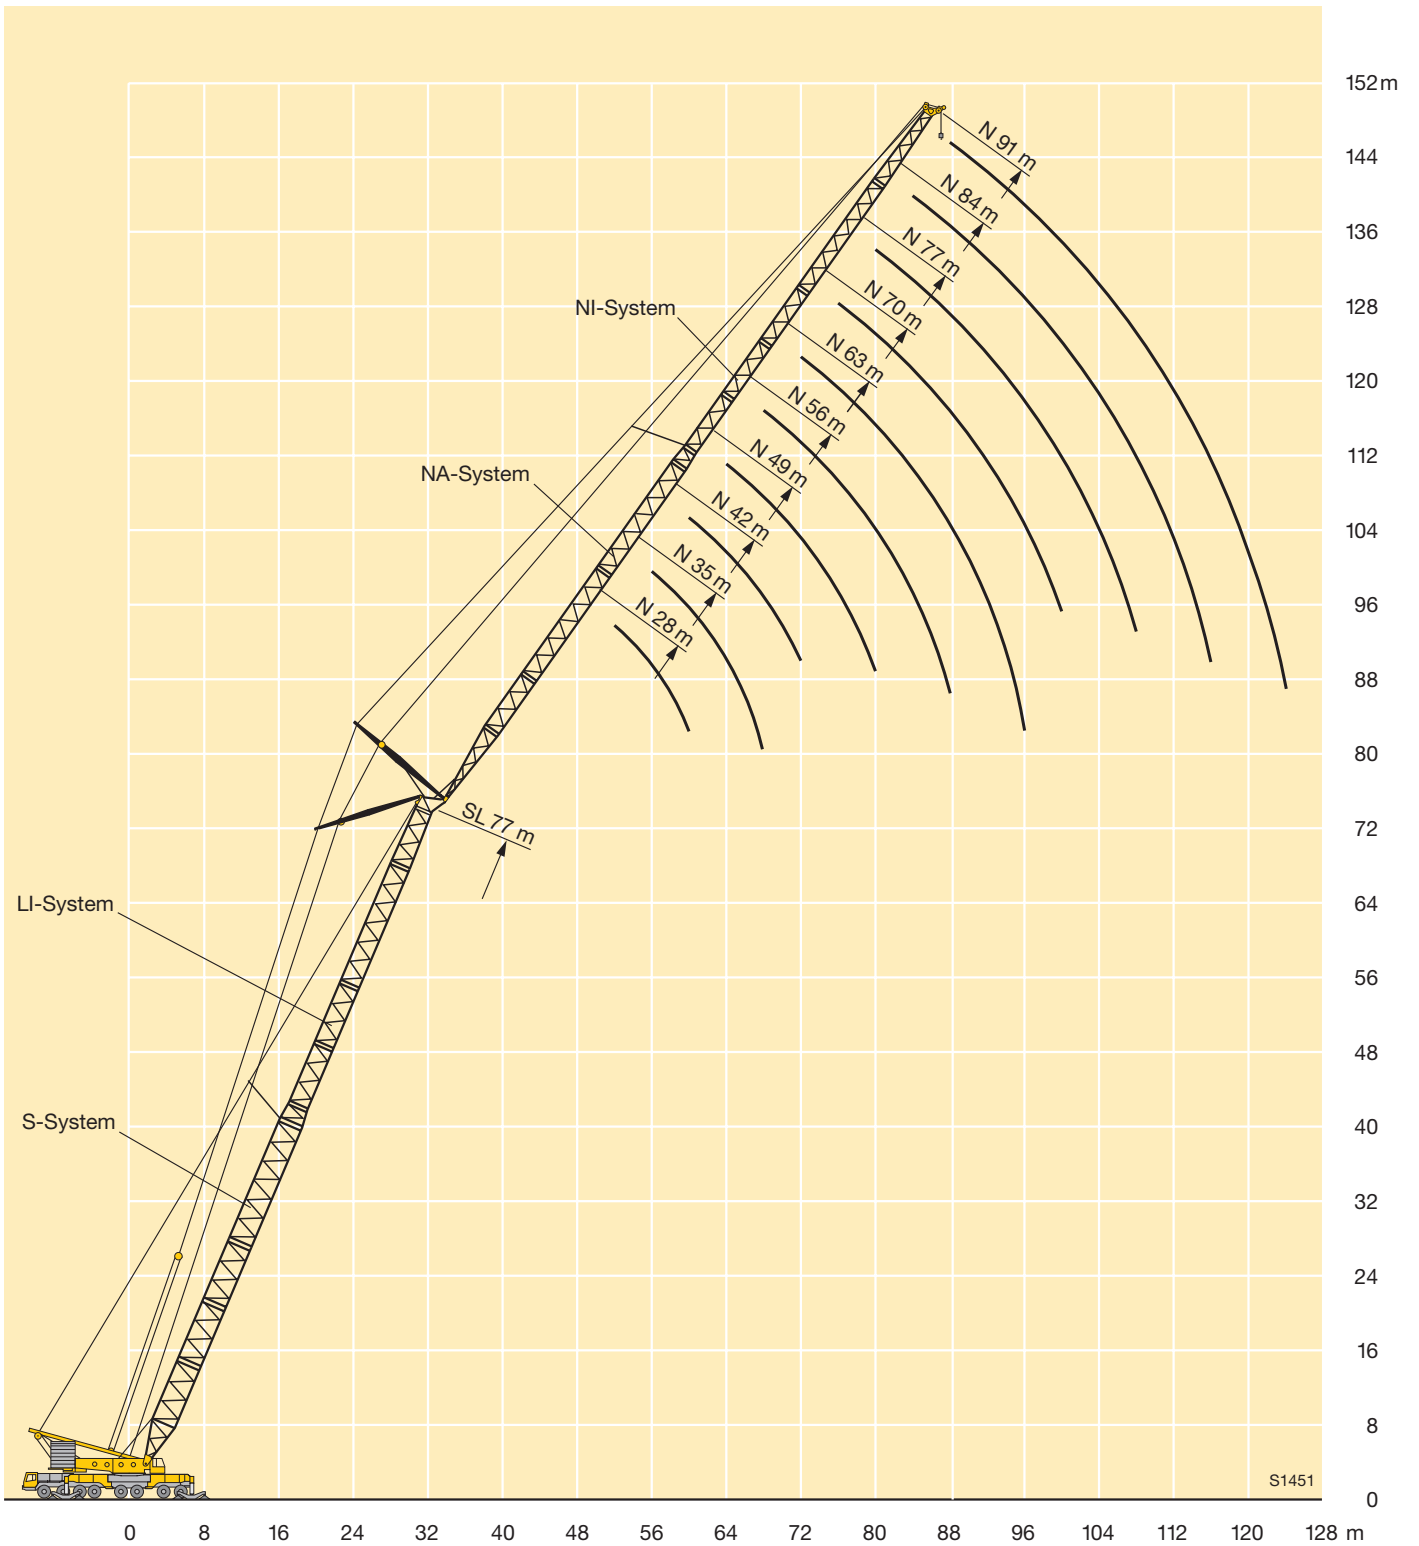 152 m
N 91 m
144
N 84 m
136
N 77 m
128
NI-System
N 70 m
120
N 63 m
N 56 m
112
NA-System
N 49 m
104
N 42 m
N 35 m
96
N 28 m
88
80
SL 77 m
72
LI-System
64
56
48
S-System
40
32
24
16
8
S1451
0
0 8 16 24 32 40 48 56 64 72 80 88 96 104 112 120 128 m